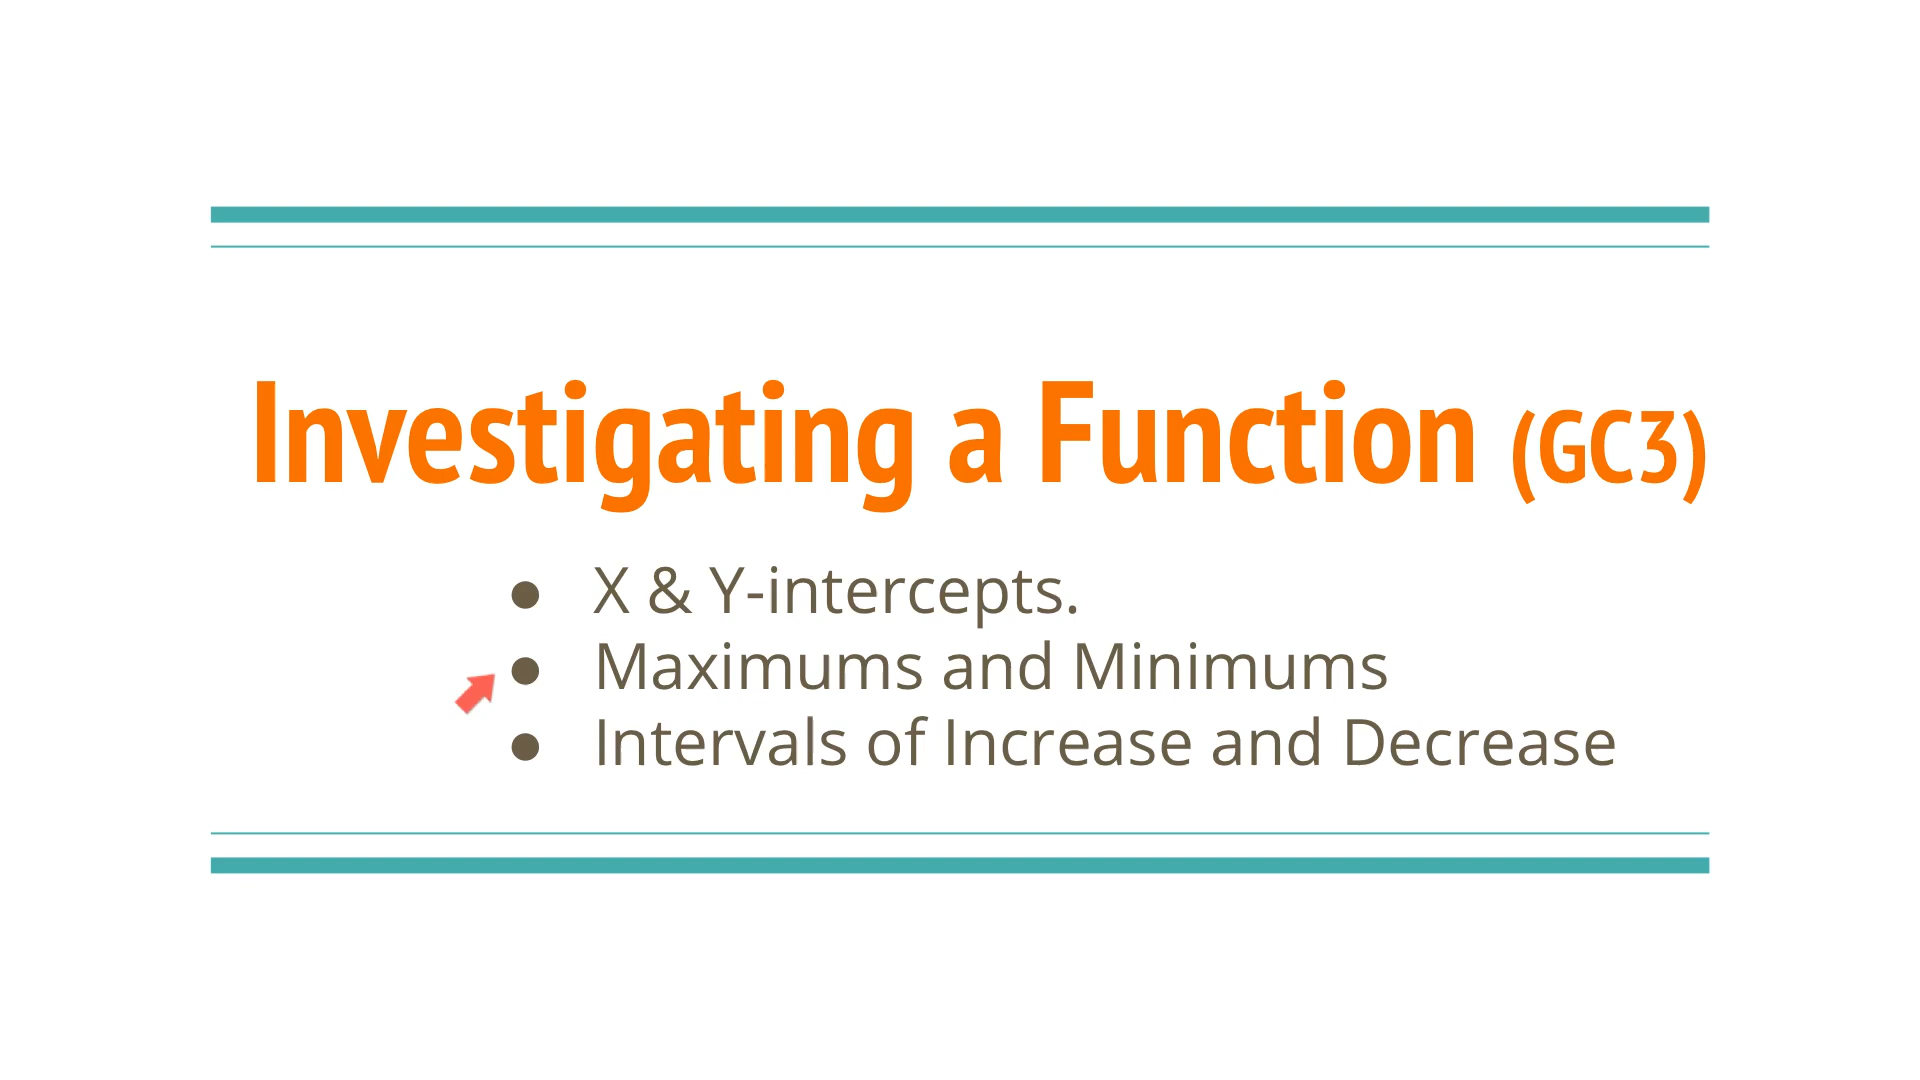 Investigating a Function (GC3)
● X & Y-intercepts.
● Maximums and Minimums
● Intervals of Increase and Decrease